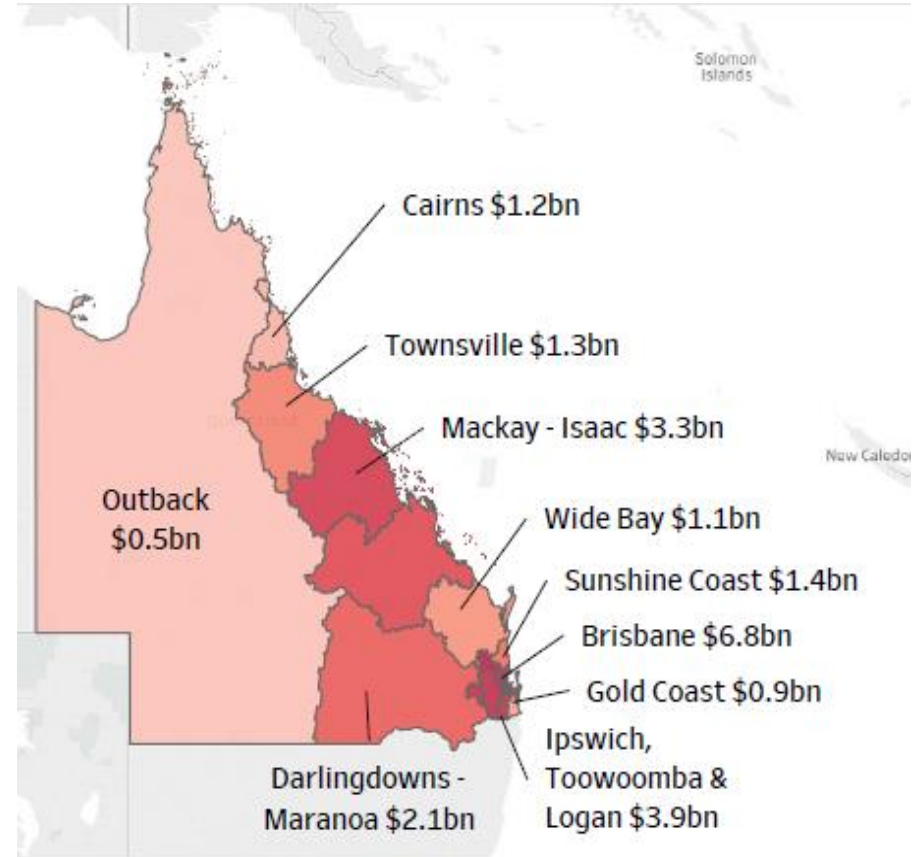 Solomon
Islands
Cairns $1.2bn
Townsville $1.3bn
Mackay - Isaac $3.3bn
New Caledon
Outback
$0.5bn
Wide Bay $1.1bn
Sunshine Coast $1.4bn
Brisbane $6.8bn
Gold Coast $0.9bn
Ipswich,
Toowoomba &
Logan $3.9bn
Darlingdowns -
Maranoa $2.1bn